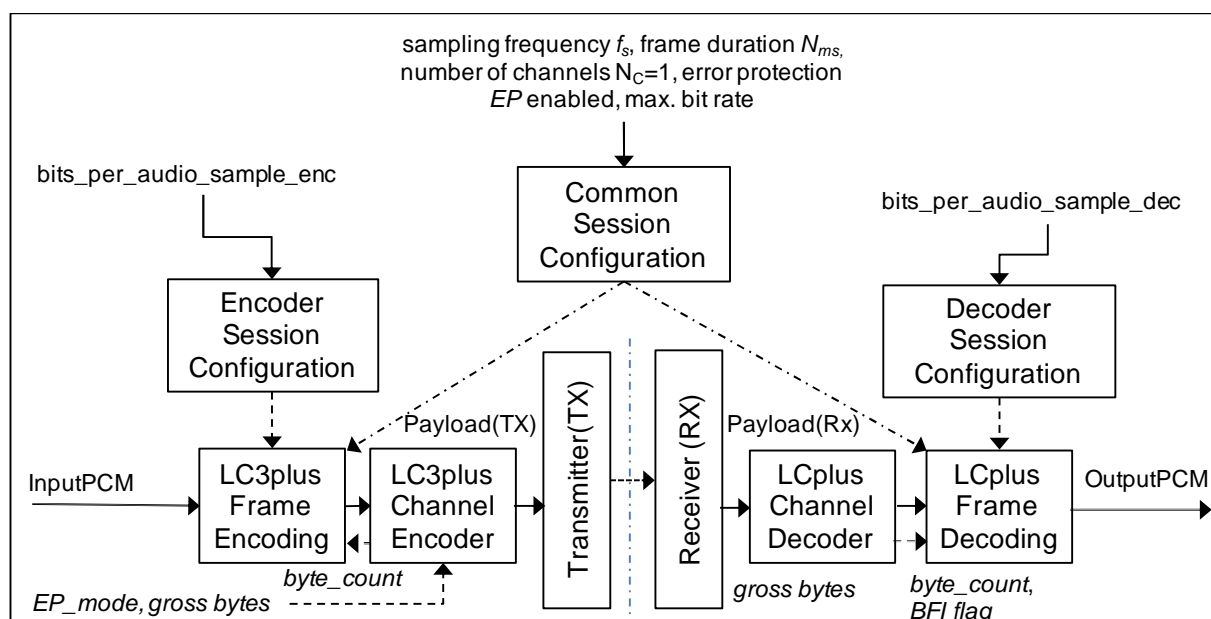 sampling frequency fs, frame duration Nms,
number of channels NC=1, error protection
EP enabled, max. bit rate
bits_per_audio_sample_enc
Common
Session
Configuration
bits_per_audio_sample_dec
Encoder
Session
Configuration
Decoder
Session
Configuration
Payload(TX)
Transmitter(TX)
Receiver (RX)
Payload(Rx)
InputPCM
LC3plus
Frame
Encoding
LC3plus
Channel
Encoder
LCplus
Channel
Decoder
LCplus
Frame
Decoding
OutputPCM
byte_count
EP_mode, gross bytes
gross bytes
byte_count,
BFI flag